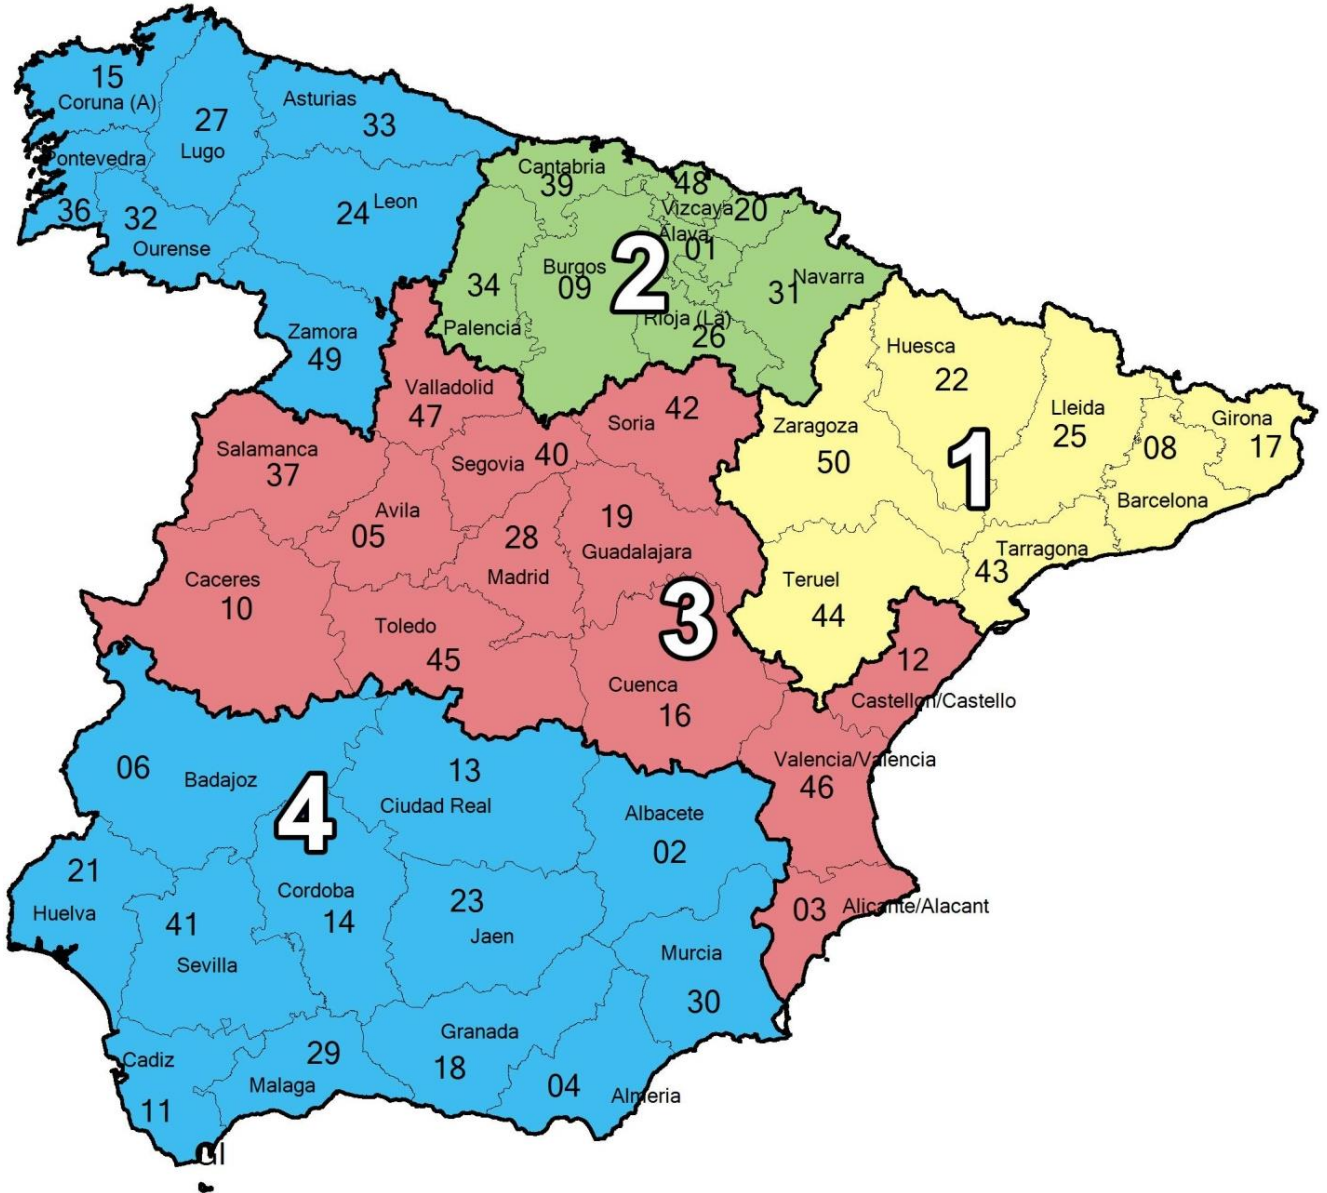 15
Coruna (A)
27
Lugo
Asturias
33
Pontevedra
36
32
Ourense
24 Leon
Zamora
49
Cantabria
39
48
Vizcaya
20
Alava
01
34
Palencia
Burgos
09
2
31
Navarra
Rioja (La)
26
Valladolid
47
Soria
42
Segovia
40
Salamanca
37
Avila
05
28
Madrid
19
Guadalajara
Caceres
10
Toledo
45
3
Cuenca
16
Huesca
22
Lleida
25
Girona
17
08
Barcelona
Zaragoza
50
1
Tarragona
43
Teruel
44
12
Castellon/Castello
Valencia/Valencia
46
03
Alicante/Alacant
06
Badajoz
4
13
Ciudad Real
Albacete
02
21
Huelva
41
Sevilla
Cordoba
14
23
Jaen
Murcia
30
Granada
18
29
Malaga
Cadiz
11
04
Almeria
GI